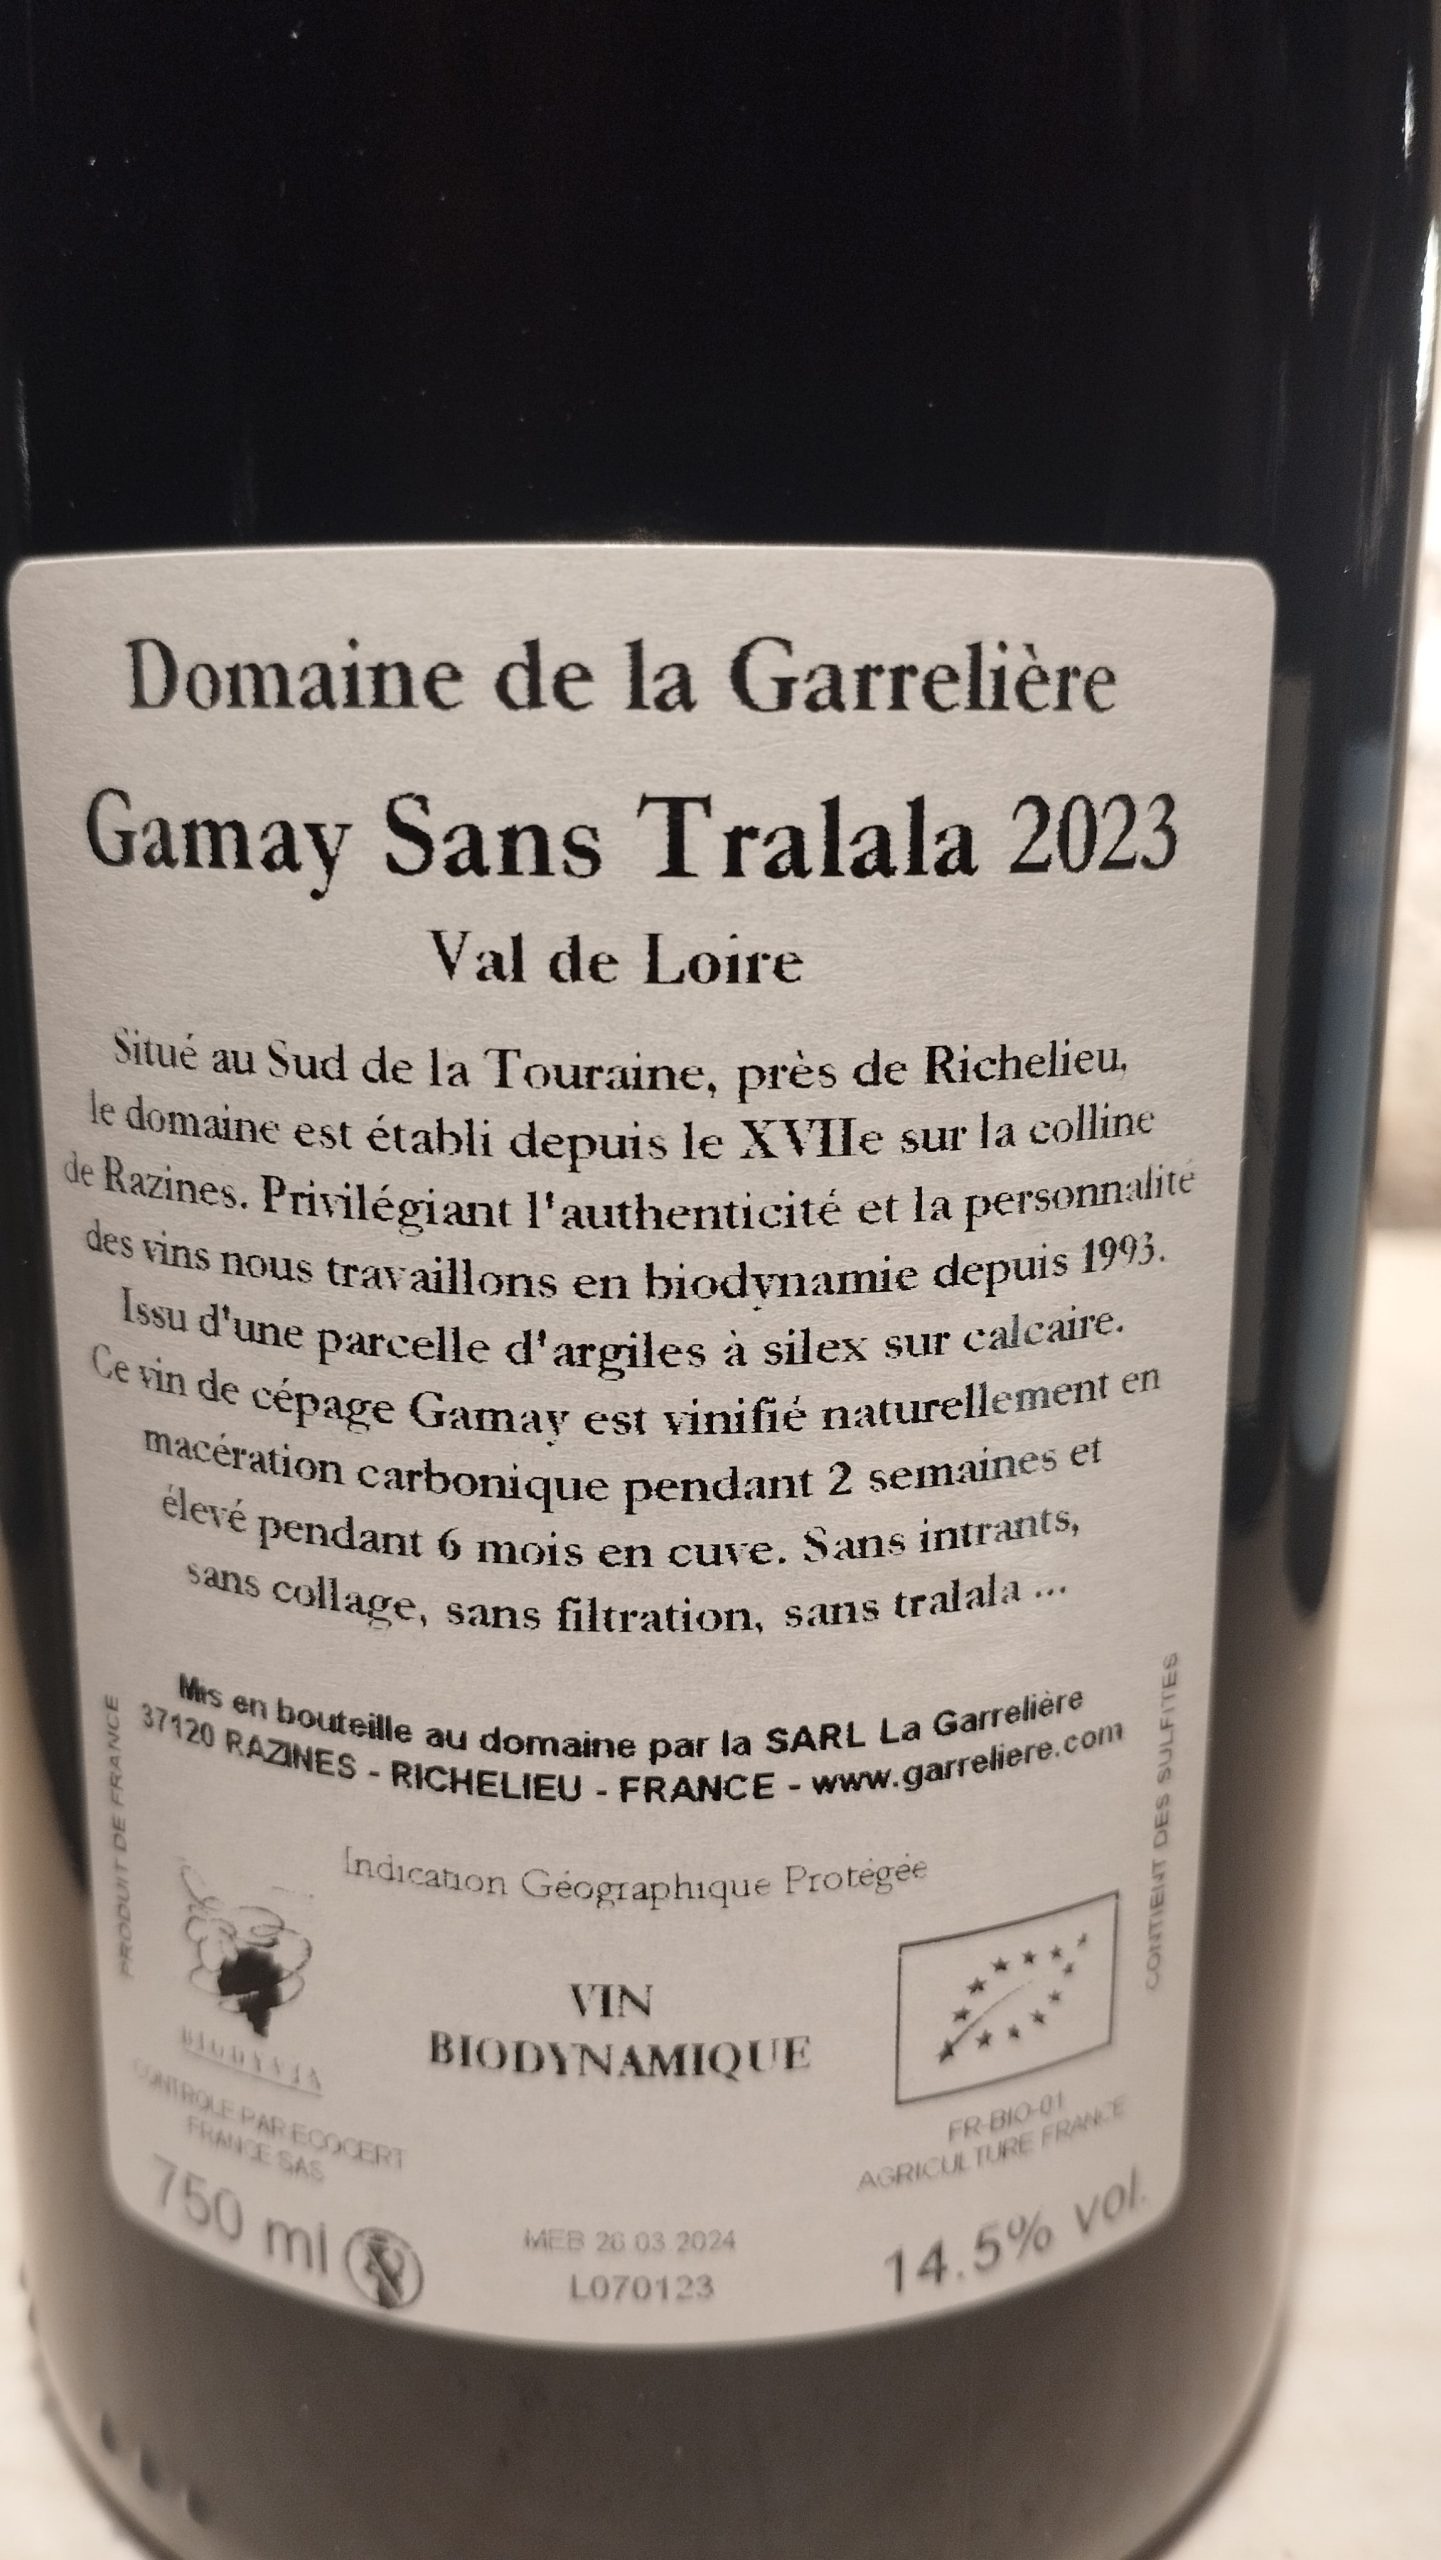 Domaine de la Garrelière
Gamay Sans Tralala 2023
Val de Loire
Situé au Sud de la Touraine, près de Richelieu,
le domaine est établi depuis le XVIIe sur la colline
de Razines. Privilégiant l'authenticité et la personnalité
des vins nous travaillons en biodynamie depuis 1993.
Issu d'une parcelle d'argiles à silex sur calcaire.
Ce vin de cépage Gamay est vinifié naturellement en
macération carbonique pendant 2 semaines et
élevé pendant 6 mois en cuve. Sans intrants,
sans collage, sans filtration, sans tralala ...
Mis en bouteille au domaine par la SARL La Garrelière
37120 RAZINES - RICHELIEU - FRANCE - www.garreliere.com
PRODUIT DE FRANCE
CONTIENT DES SULFITES
Indication Géographique Protégée
VIN
BIODYNAMIQUE
BIODYVIN
CONTROLE PAR ECOCERT
FRANCE SAS
FR-BIO-01
AGRICULTURE FRANCE
750 ml
MEB 26 03 2024
L070123
14.5% vol.